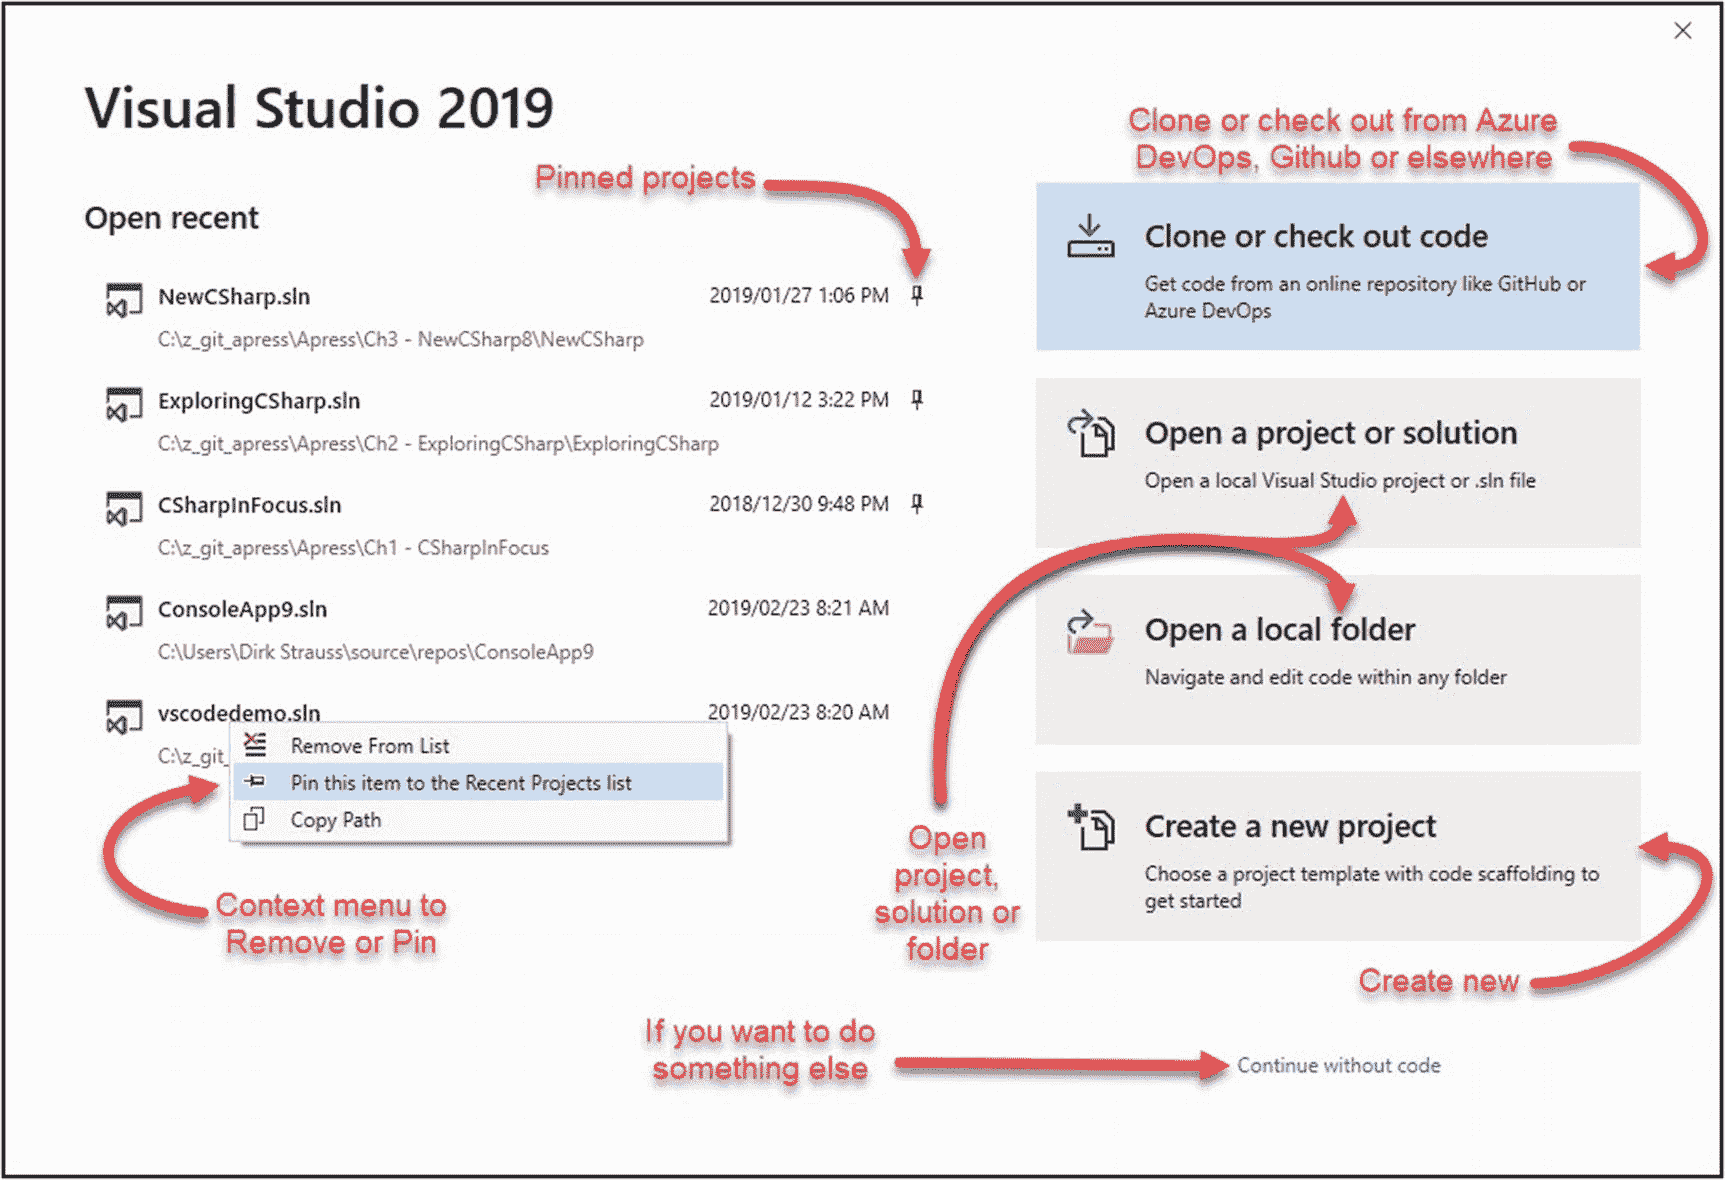 Visual Studio 2019
Pinned projects
Open recent
NewCSharp.sln
2019/01/27 1:06 PM
C:\z_git_apress\Apress\Ch3 - NewCSharp8\NewCSharp
ExploringCSharp.sln
2019/01/12 3:22 PM
C:\z_git_apress\Apress\Ch2 - ExploringCSharp\ExploringCSharp
CSharpInFocus.sln
2018/12/30 9:48 PM
C:\z_git_apress\Apress\Ch1 - CSharpInFocus
ConsoleApp9.sln
2019/02/23 8:21 AM
C:\Users\Dirk Strauss\source\repos\ConsoleApp9
vscodedemo.sln
2019/02/23 8:20 AM
C:\z_git_
Remove From List
Pin this item to the Recent Projects list
Copy Path
Context menu to
Remove or Pin
Clone or check out from Azure
DevOps, Github or elsewhere
Clone or check out code
Get code from an online repository like GitHub or
Azure DevOps
Open a project or solution
Open a local Visual Studio project or .sln file
Open a local folder
Navigate and edit code within any folder
Open
project,
solution or
folder
Create a new project
Choose a project template with code scaffolding to
get started
Create new
If you want to do
something else
Continue without code